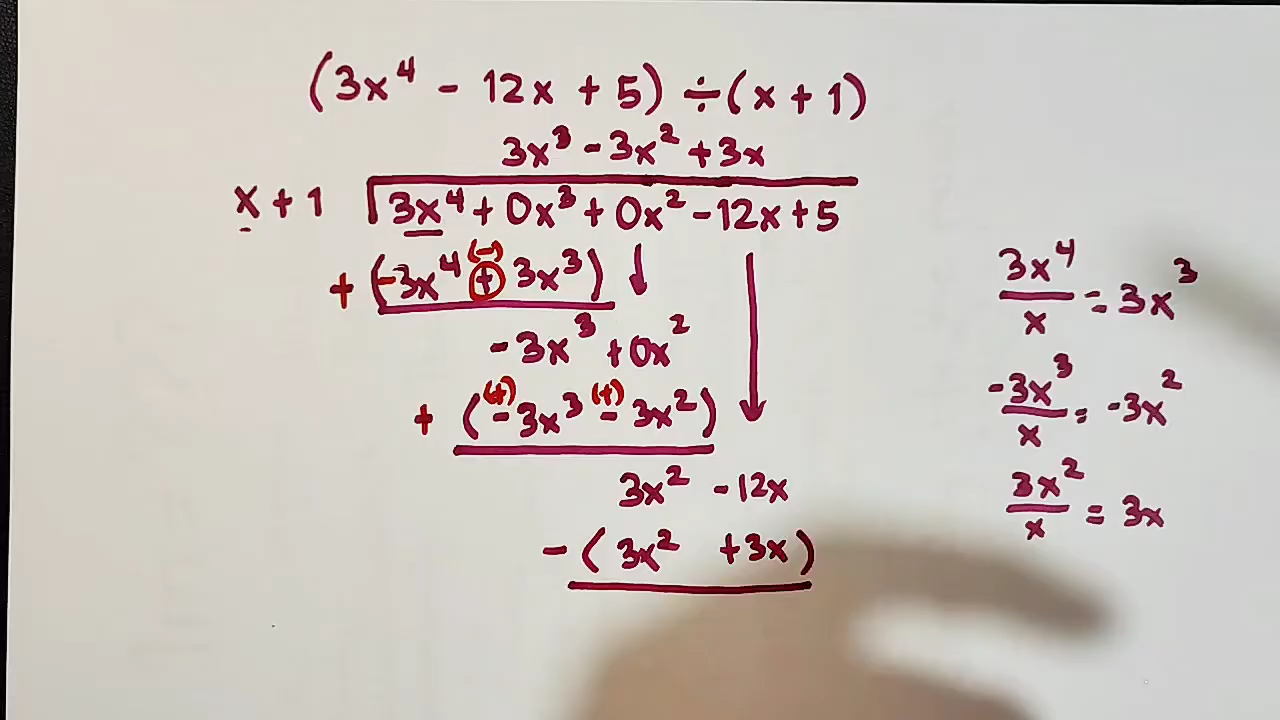 (3x⁴ - 12x + 5) ÷ (x + 1)
3x³ - 3x² + 3x
x + 1 3x⁴ + 0x³ + 0x² - 12x + 5
+ (-3x⁴ (-) + 3x³)
-3x³ + 0x²
+ ((+) - 3x³ (+) - 3x²)
3x² - 12x
- (3x² + 3x)
3x⁴/x = 3x³
-3x³/x = -3x²
3x²/x = 3x